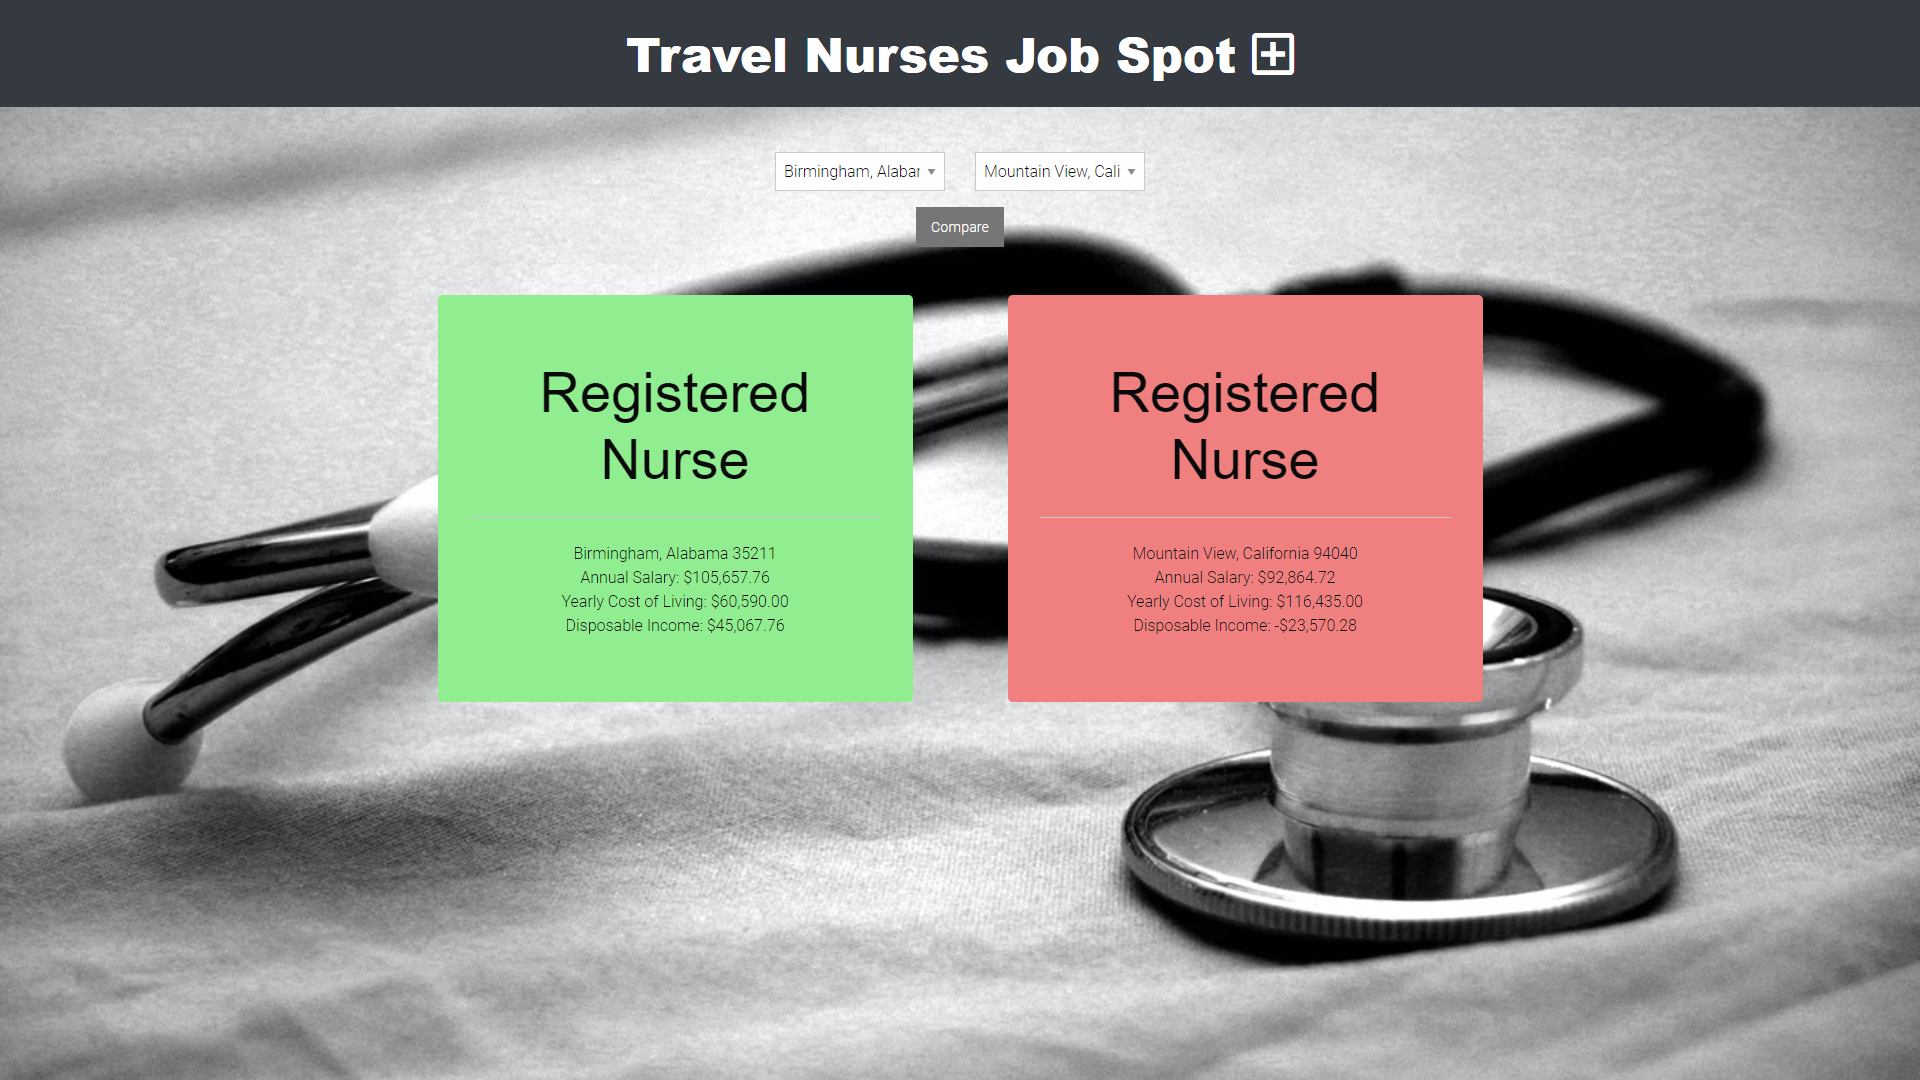 Travel Nurses Job Spot
Birmingham, Alabar
Mountain View, Cali
Compare
Registered
Nurse
Birmingham, Alabama 35211
Annual Salary: $105,657.76
Yearly Cost of Living: $60,590.00
Disposable Income: $45,067.76
Registered
Nurse
Mountain View, California 94040
Annual Salary: $92,864.72
Yearly Cost of Living: $116,435.00
Disposable Income: -$23,570.28